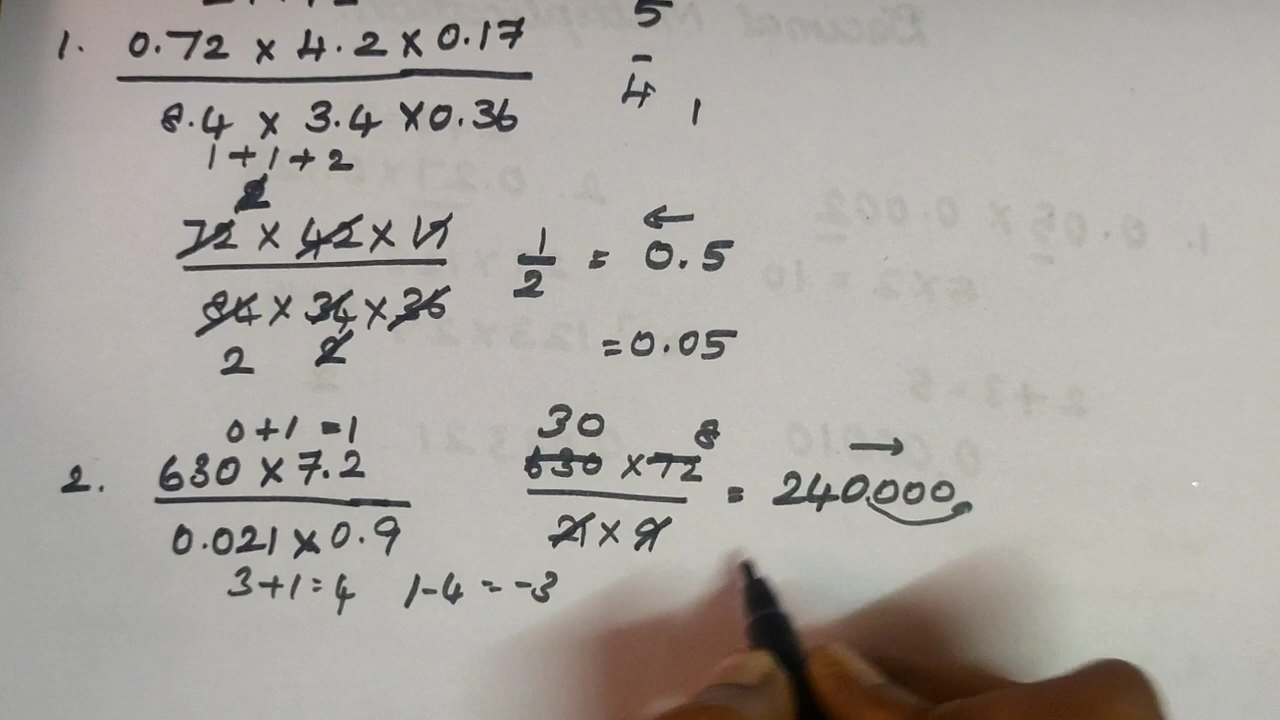 5
1. 0.72 x 4.2 x 0.17
4 1
8.4 x 3.4 x 0.36
1 + 1 + 2
2
72 x 42 x 17 1 ←
84 x 34 x 36 2 = 0.5
2 2 = 0.05
0+1 =1 30 8
2. 630 x 7.2 630 x 72 →
0.021 x 0.9 21 x 9 = 240000
3+1=4 1-4 = -3